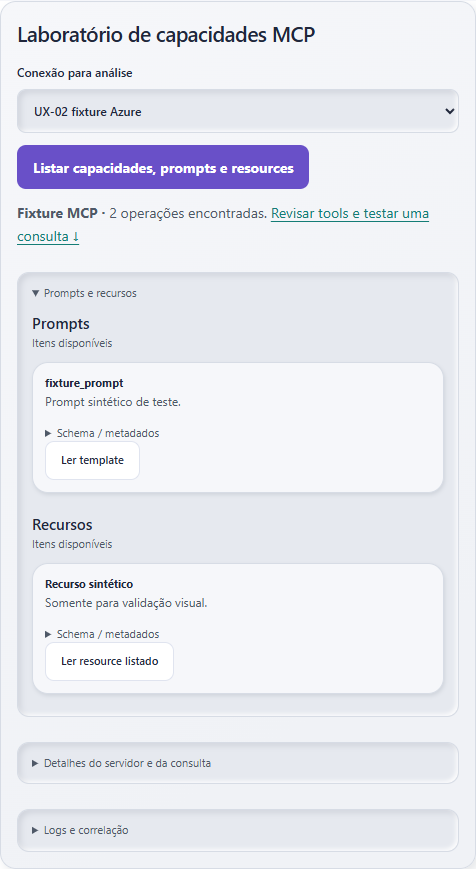 Laboratório de capacidades MCP
Conexão para análise
UX-02 fixture Azure
Listar capacidades, prompts e resources
Fixture MCP · 2 operações encontradas. Revisar tools e testar uma
consulta ↓
▼ Prompts e recursos
Prompts
Itens disponíveis
fixture_prompt
Prompt sintético de teste.
▶ Schema / metadados
Ler template
Recursos
Itens disponíveis
Recurso sintético
Somente para validação visual.
▶ Schema / metadados
Ler resource listado
▶ Detalhes do servidor e da consulta
▶ Logs e correlação